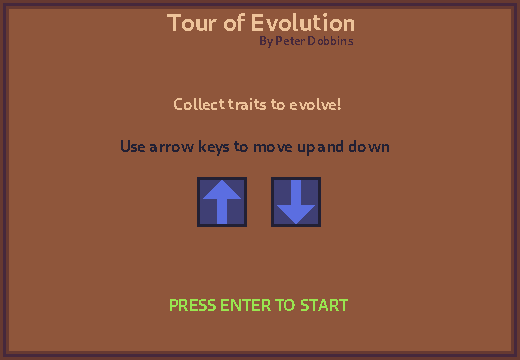 Tour of Evolution
By Peter Dobbins
Collect traits to evolve!
Use arrow keys to move up and down
PRESS ENTER TO START